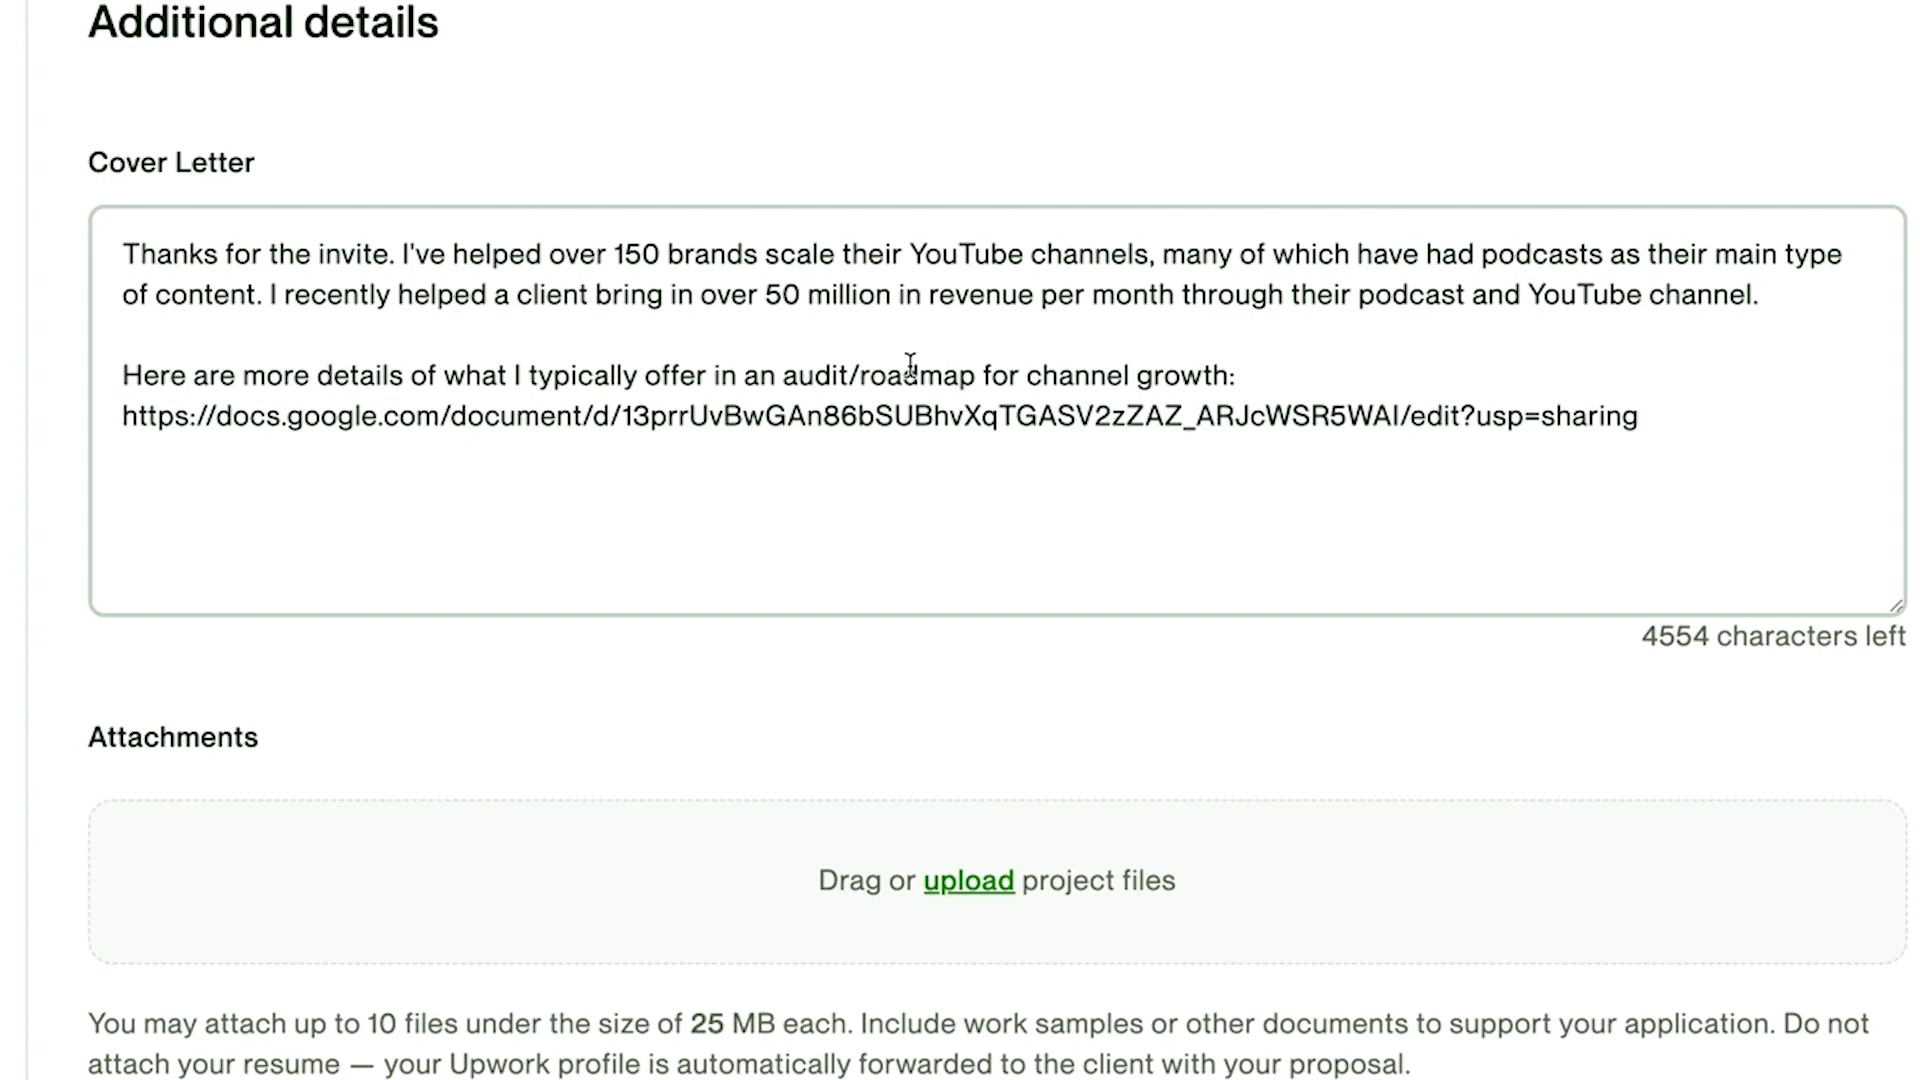 Additional details
Cover Letter
Thanks for the invite. I've helped over 150 brands scale their YouTube channels, many of which have had podcasts as their main type
of content. I recently helped a client bring in over 50 million in revenue per month through their podcast and YouTube channel.
Here are more details of what I typically offer in an audit/roadmap for channel growth:
https://docs.google.com/document/d/13prrUvBwGAn86bSUBhvXqTGASV2zZAZ_ARJcWSR5WAI/edit?usp=sharing
4554 characters left
Attachments
Drag or upload project files
You may attach up to 10 files under the size of 25 MB each. Include work samples or other documents to support your application. Do not
attach your resume — your Upwork profile is automatically forwarded to the client with your proposal.